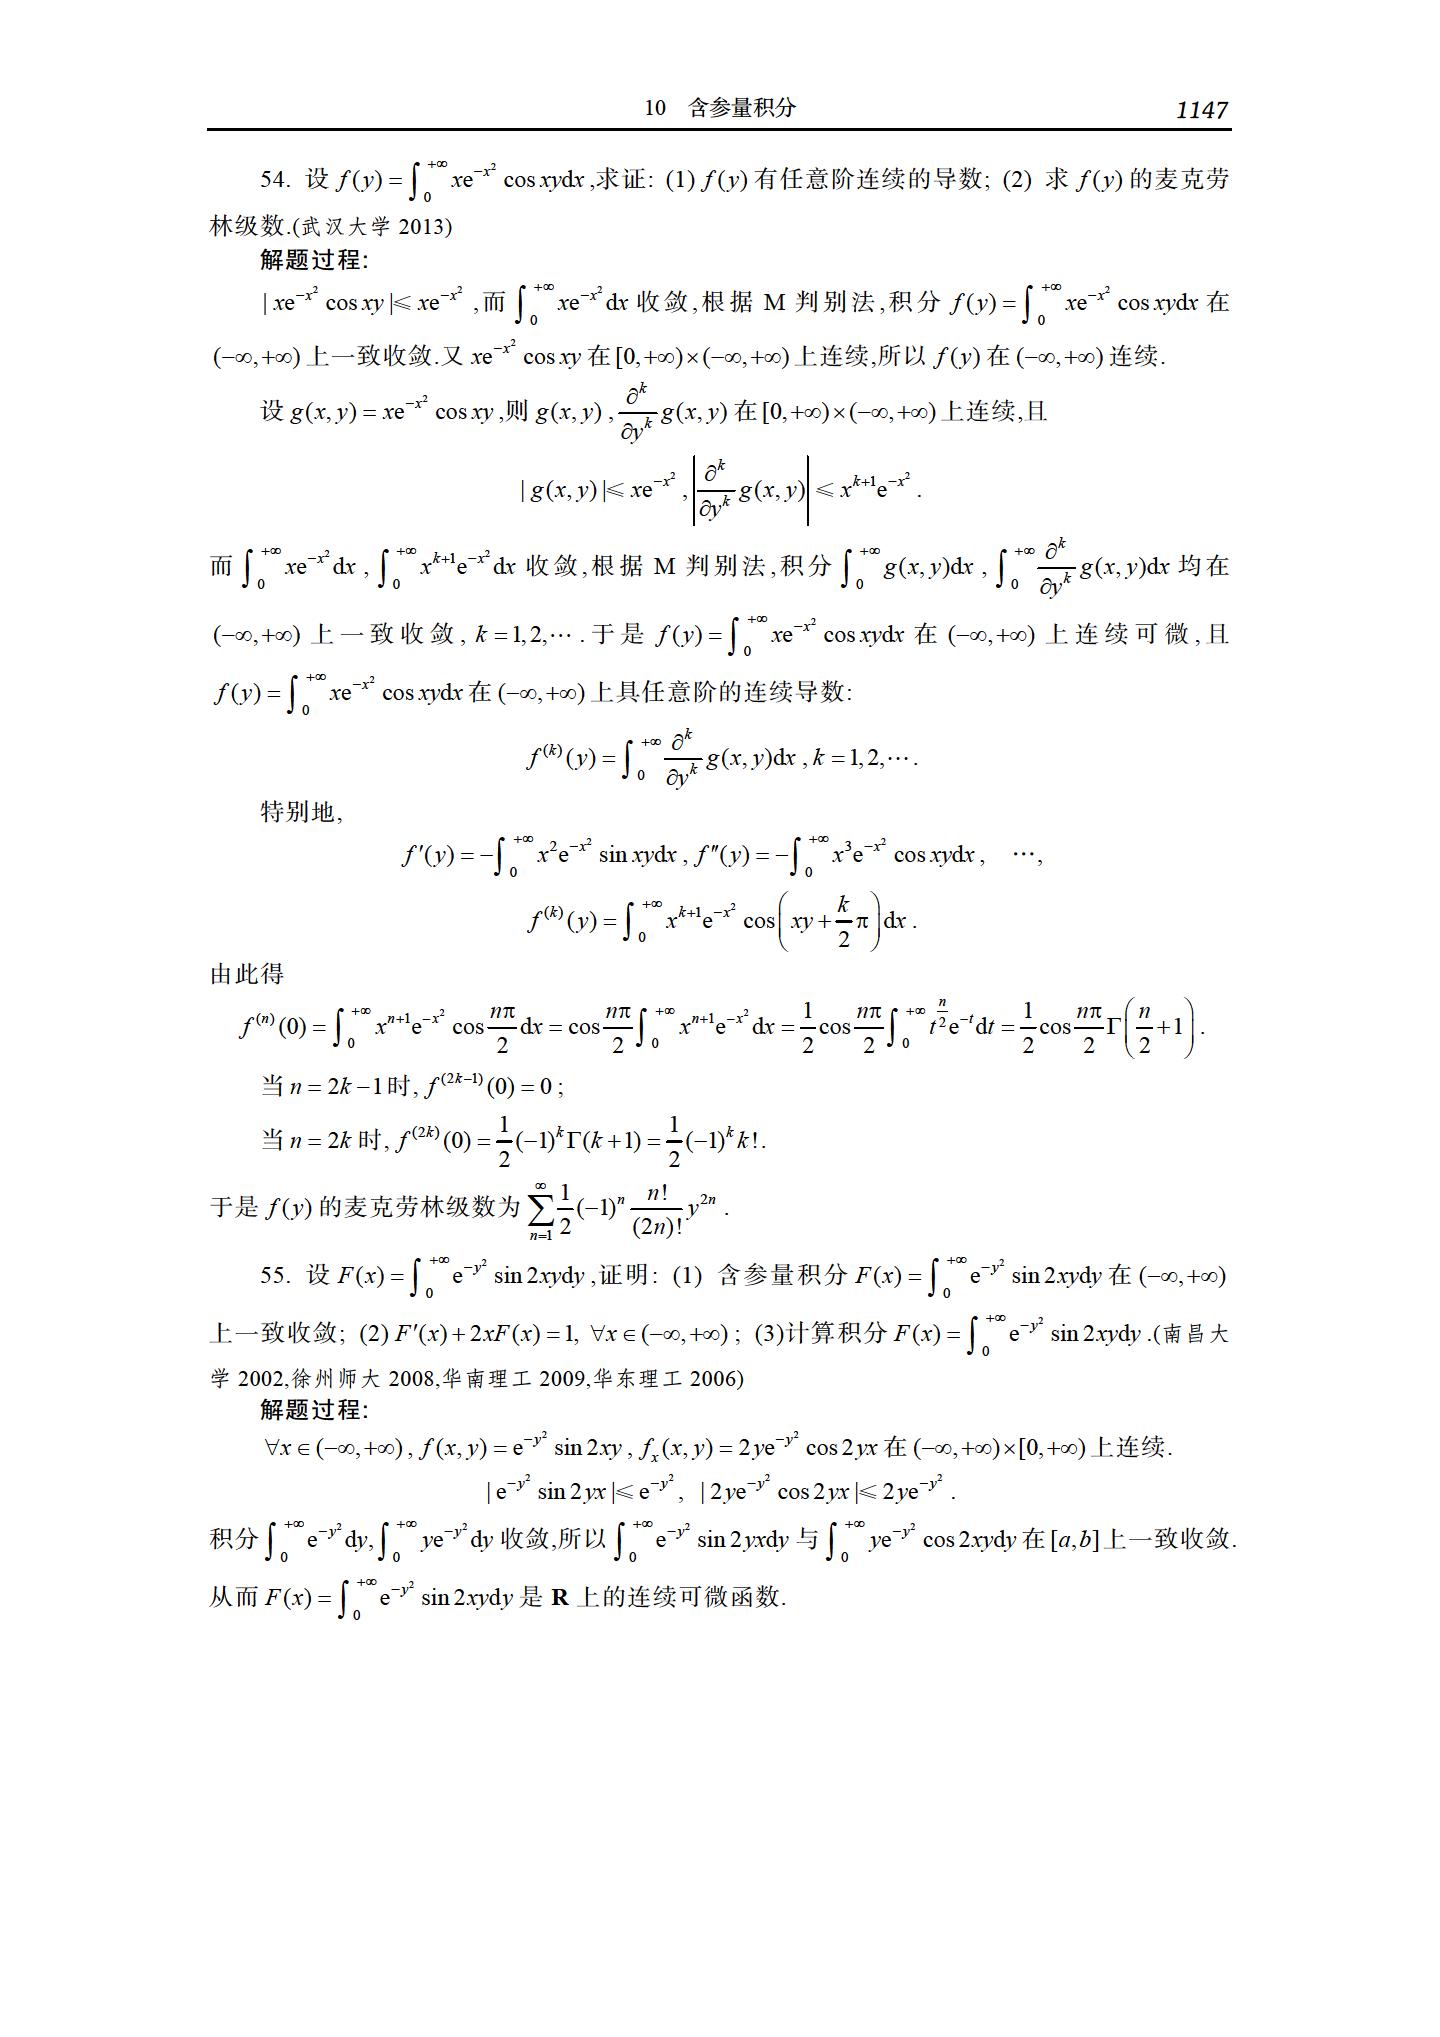 10 含参量积分 1147
54. 设 $f(y)=\int_0^{+\infty} xe^{-x^2}\cos xydx$ ,求证: (1) $f(y)$ 有任意阶连续的导数; (2) 求 $f(y)$ 的麦克劳
林级数.(武汉大学 2013)
解题过程:
$|xe^{-x^2}\cos xy|\leqslant xe^{-x^2}$ ,而 $\int_0^{+\infty} xe^{-x^2}dx$ 收敛,根据 M 判别法,积分 $f(y)=\int_0^{+\infty} xe^{-x^2}\cos xydx$ 在
$(-\infty,+\infty)$ 上一致收敛.又 $xe^{-x^2}\cos xy$ 在 $[0,+\infty)\times(-\infty,+\infty)$ 上连续,所以 $f(y)$ 在 $(-\infty,+\infty)$ 连续.
设 $g(x,y)=xe^{-x^2}\cos xy$ ,则 $g(x,y)$ , $\frac{\partial^k}{\partial y^k}g(x,y)$ 在 $[0,+\infty)\times(-\infty,+\infty)$ 上连续,且
$|g(x,y)|\leqslant xe^{-x^2}$ , $\left|\frac{\partial^k}{\partial y^k}g(x,y)\right|\leqslant x^{k+1}e^{-x^2}$ .
而 $\int_0^{+\infty} xe^{-x^2}dx$ , $\int_0^{+\infty} x^{k+1}e^{-x^2}dx$ 收敛,根据 M 判别法,积分 $\int_0^{+\infty} g(x,y)dx$ , $\int_0^{+\infty}\frac{\partial^k}{\partial y^k}g(x,y)dx$ 均在
$(-\infty,+\infty)$ 上一致收敛, $k=1,2,\cdots$ .于是 $f(y)=\int_0^{+\infty} xe^{-x^2}\cos xydx$ 在 $(-\infty,+\infty)$ 上连续可微,且
$f(y)=\int_0^{+\infty} xe^{-x^2}\cos xydx$ 在 $(-\infty,+\infty)$ 上具任意阶的连续导数:
$f^{(k)}(y)=\int_0^{+\infty}\frac{\partial^k}{\partial y^k}g(x,y)dx$ , $k=1,2,\cdots$.
特别地,
$f'(y)=-\int_0^{+\infty} x^2e^{-x^2}\sin xydx$ , $f''(y)=-\int_0^{+\infty} x^3e^{-x^2}\cos xydx$ , $\cdots$,
$f^{(k)}(y)=\int_0^{+\infty} x^{k+1}e^{-x^2}\cos\left(xy+\frac{k}{2}\pi\right)dx$ .
由此得
$f^{(n)}(0)=\int_0^{+\infty} x^{n+1}e^{-x^2}\cos\frac{n\pi}{2}dx=\cos\frac{n\pi}{2}\int_0^{+\infty} x^{n+1}e^{-x^2}dx=\frac{1}{2}\cos\frac{n\pi}{2}\int_0^{+\infty} t^{\frac{n}{2}}e^{-t}dt=\frac{1}{2}\cos\frac{n\pi}{2}\Gamma\left(\frac{n}{2}+1\right)$ .
当 $n=2k-1$ 时, $f^{(2k-1)}(0)=0$ ;
当 $n=2k$ 时, $f^{(2k)}(0)=\frac{1}{2}(-1)^k\Gamma(k+1)=\frac{1}{2}(-1)^k k!$.
于是 $f(y)$ 的麦克劳林级数为 $\sum_{n=1}^{\infty}\frac{1}{2}(-1)^n\frac{n!}{(2n)!}y^{2n}$ .
55. 设 $F(x)=\int_0^{+\infty} e^{-y^2}\sin 2xydy$ ,证明: (1) 含参量积分 $F(x)=\int_0^{+\infty} e^{-y^2}\sin 2xydy$ 在 $(-\infty,+\infty)$
上一致收敛; (2) $F'(x)+2xF(x)=1$, $\forall x\in(-\infty,+\infty)$ ; (3)计算积分 $F(x)=\int_0^{+\infty} e^{-y^2}\sin 2xydy$ .(南昌大
学 2002,徐州师大 2008,华南理工 2009,华东理工 2006)
解题过程:
$\forall x\in(-\infty,+\infty)$ , $f(x,y)=e^{-y^2}\sin 2xy$ , $f_x(x,y)=2ye^{-y^2}\cos 2yx$ 在 $(-\infty,+\infty)\times[0,+\infty)$ 上连续.
$|e^{-y^2}\sin 2yx|\leqslant e^{-y^2}$ , $|2ye^{-y^2}\cos 2yx|\leqslant 2ye^{-y^2}$ .
积分 $\int_0^{+\infty} e^{-y^2}dy$, $\int_0^{+\infty} ye^{-y^2}dy$ 收敛,所以 $\int_0^{+\infty} e^{-y^2}\sin 2yxdy$ 与 $\int_0^{+\infty} ye^{-y^2}\cos 2xydy$ 在 $[a,b]$ 上一致收敛.
从而 $F(x)=\int_0^{+\infty} e^{-y^2}\sin 2xydy$ 是 $\mathbf{R}$ 上的连续可微函数.